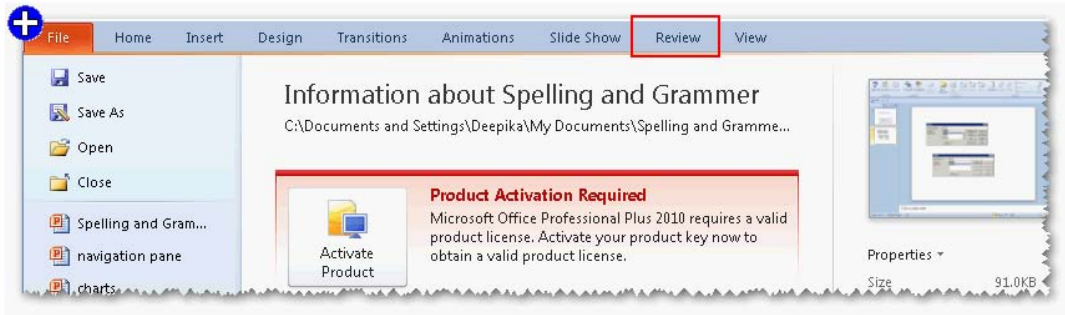 File Home Insert Design Transitions Animations Slide Show Review View
Save
Save As
Open
Close
Spelling and Gram...
navigation pane
charts
Information about Spelling and Grammer
C:\Documents and Settings\Deepika\My Documents\Spelling and Gramme...
Activate
Product
Product Activation Required
Microsoft Office Professional Plus 2010 requires a valid
product license. Activate your product key now to
obtain a valid product license.
Properties
Size 91.0KB